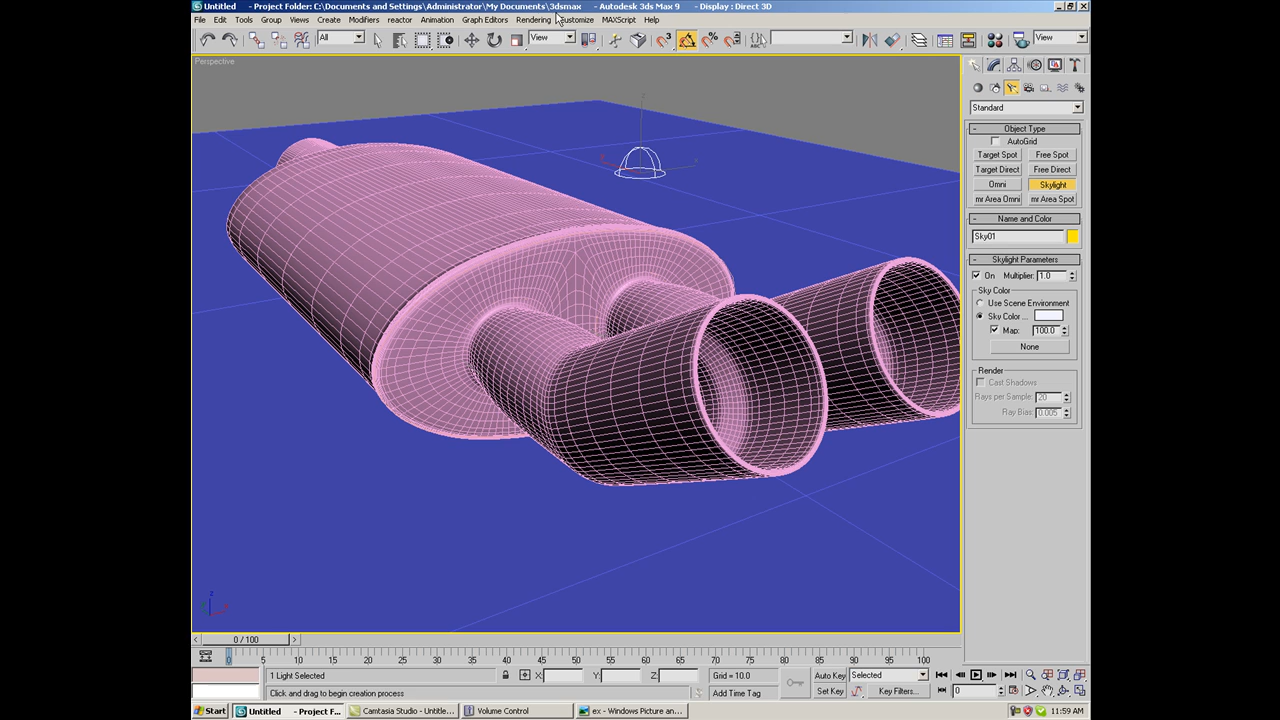 Untitled - Project Folder: C:\Documents and Settings\Administrator\My Documents\3dsmax - Autodesk 3ds Max 9 - Display : Direct 3D
File Edit Tools Group Views Create Modifiers reactor Animation Graph Editors Rendering Customize MAXScript Help
All View 3 View
Perspective
Standard
Object Type
AutoGrid
Target Spot Free Spot
Target Direct Free Direct
Omni Skylight
mr Area Omni mr Area Spot
Name and Color
Sky01
Skylight Parameters
On Multiplier: 1.0
Sky Color
Use Scene Environment
Sky Color ...
Map: 100.0
None
Render
Cast Shadows
Rays per Sample: 20
Ray Bias: 0.005
z
x
z
0 / 100
0 5 10 15 20 25 30 35 40 45 50 55 60 65 70 75 80 85 90 95 100
1 Light Selected X: Y: Z: Grid = 10.0 Auto Key Selected
Click and drag to begin creation process Add Time Tag Set Key Key Filters... 0
Start Untitled - Project F... Camtasia Studio - Untitle... Volume Control ex - Windows Picture an... 11:59 AM